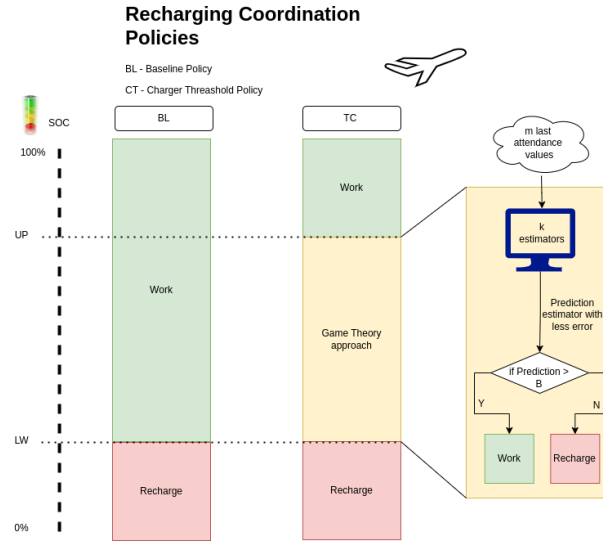 Recharging Coordination
Policies
BL - Baseline Policy
CT - Charger Threashold Policy
SOC
BL
TC
100%
Work
m last
attendance
values
UP
k
estimators
Work
Game Theory
approach
Prediction
estimator with
less error
if Prediction >
B
Y
N
LW
Work
Recharge
Recharge
Recharge
0%